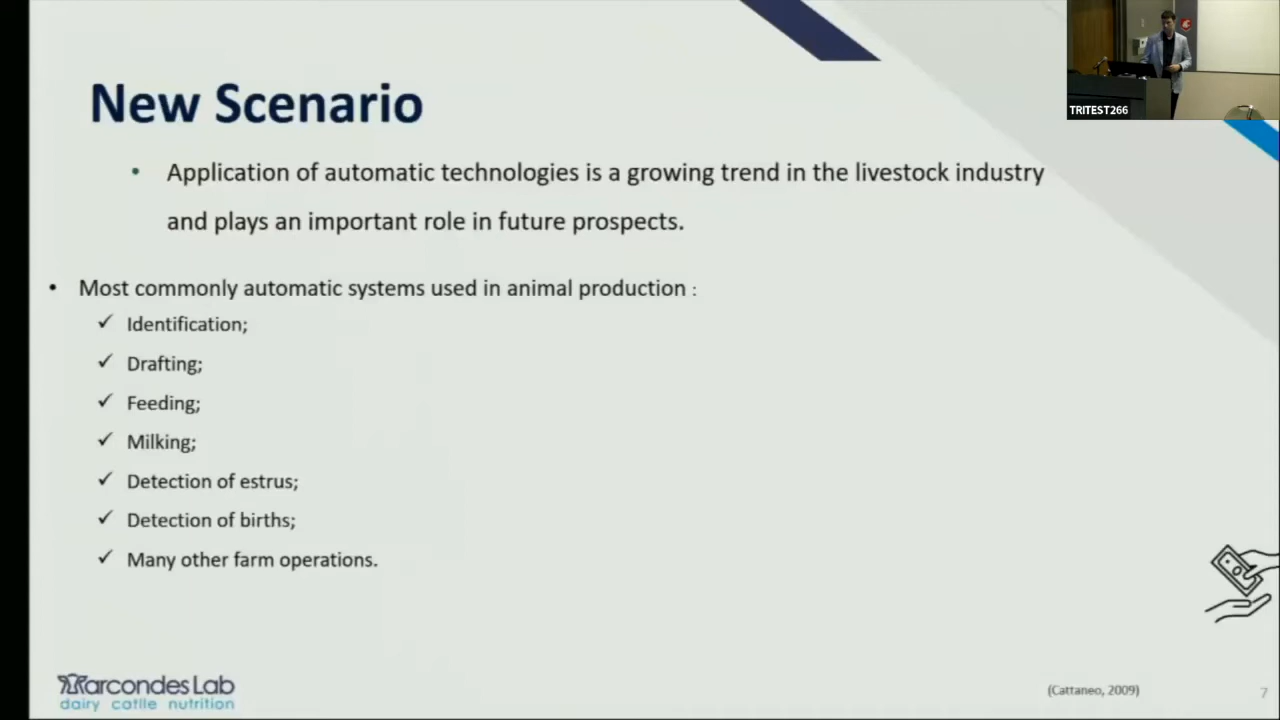 New Scenario
• Application of automatic technologies is a growing trend in the livestock industry
and plays an important role in future prospects.
• Most commonly automatic systems used in animal production :
✓ Identification;
✓ Drafting;
✓ Feeding;
✓ Milking;
✓ Detection of estrus;
✓ Detection of births;
✓ Many other farm operations.
Marcondes Lab
dairy cattle nutrition
(Cattaneo, 2009)
7
TRITEST266